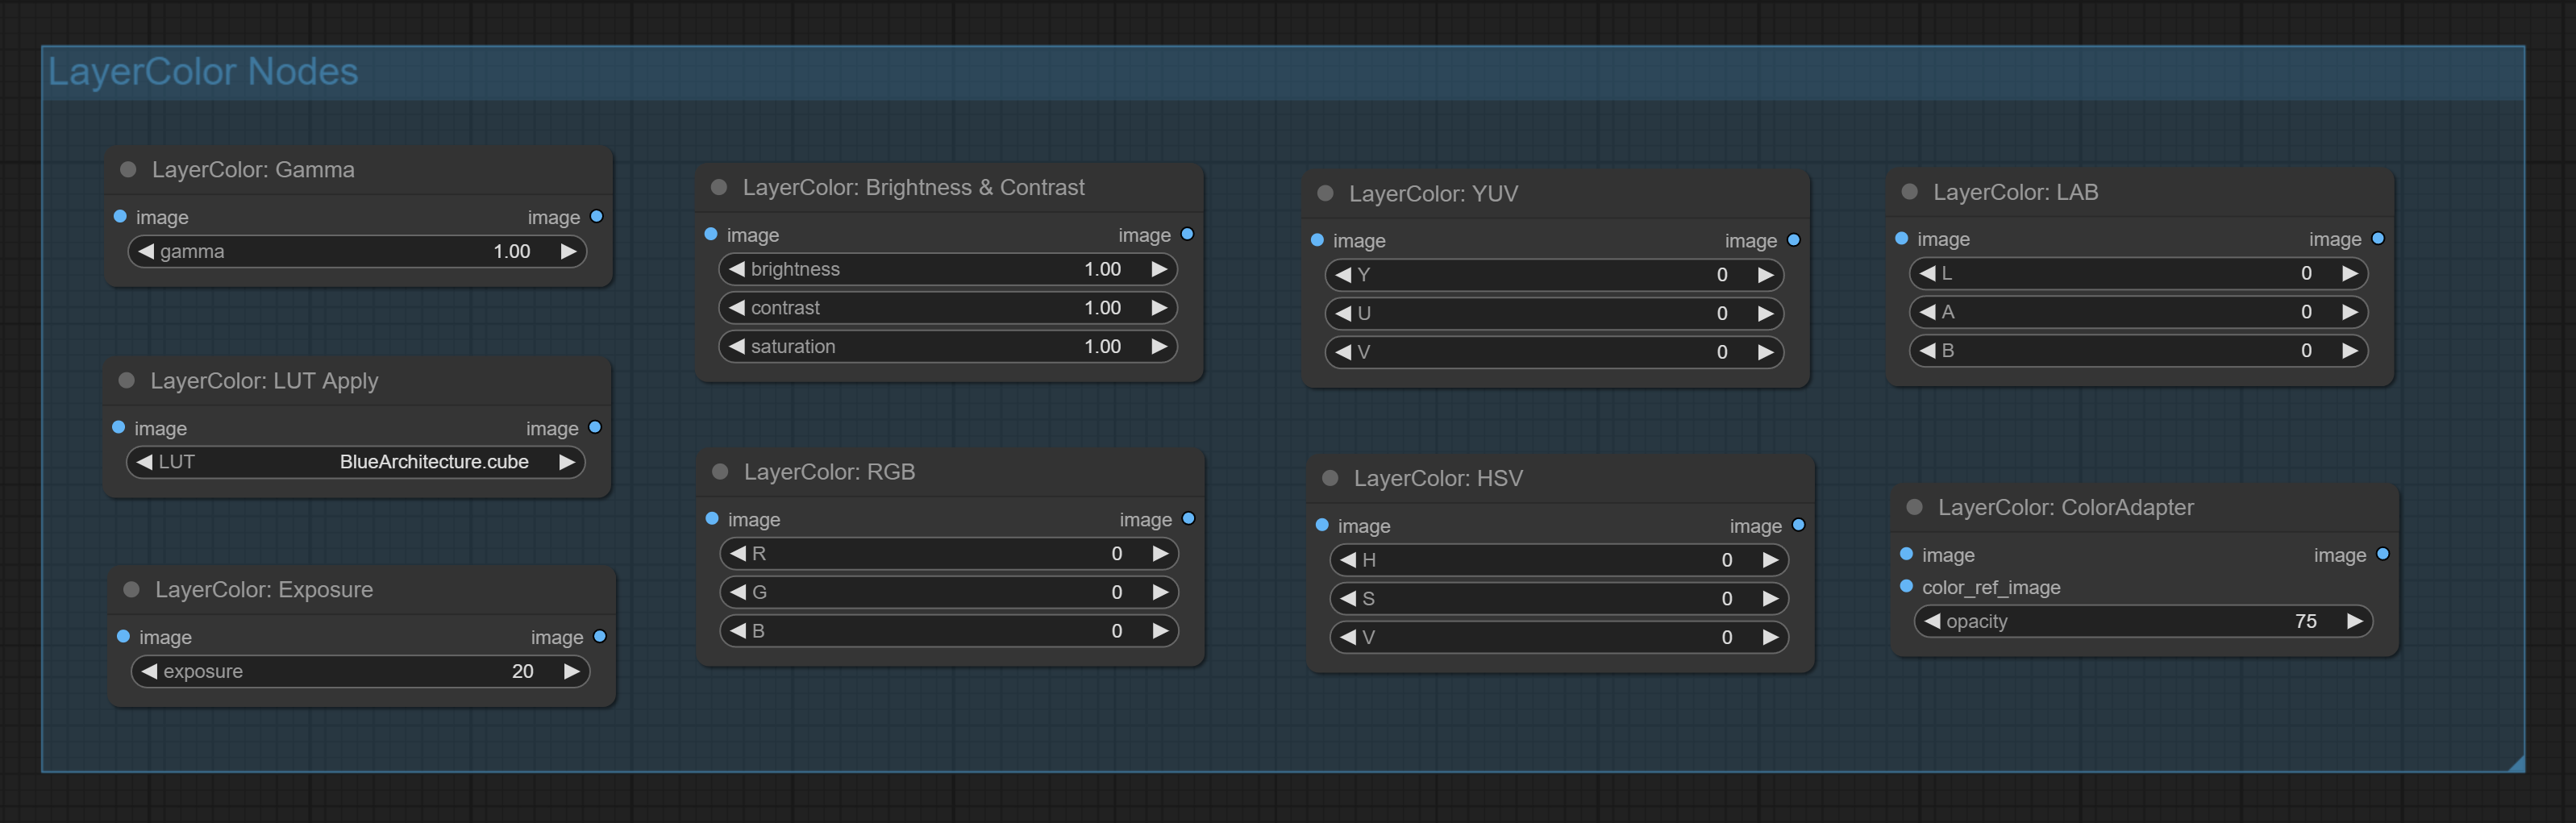 LayerColor Nodes
LayerColor: Gamma
image image
gamma 1.00
LayerColor: LUT Apply
image image
LUT BlueArchitecture.cube
LayerColor: Exposure
image image
exposure 20
LayerColor: Brightness & Contrast
image image
brightness 1.00
contrast 1.00
saturation 1.00
LayerColor: RGB
image image
R 0
G 0
B 0
LayerColor: YUV
image image
Y 0
U 0
V 0
LayerColor: HSV
image image
H 0
S 0
V 0
LayerColor: LAB
image image
L 0
A 0
B 0
LayerColor: ColorAdapter
image image
color_ref_image
opacity 75